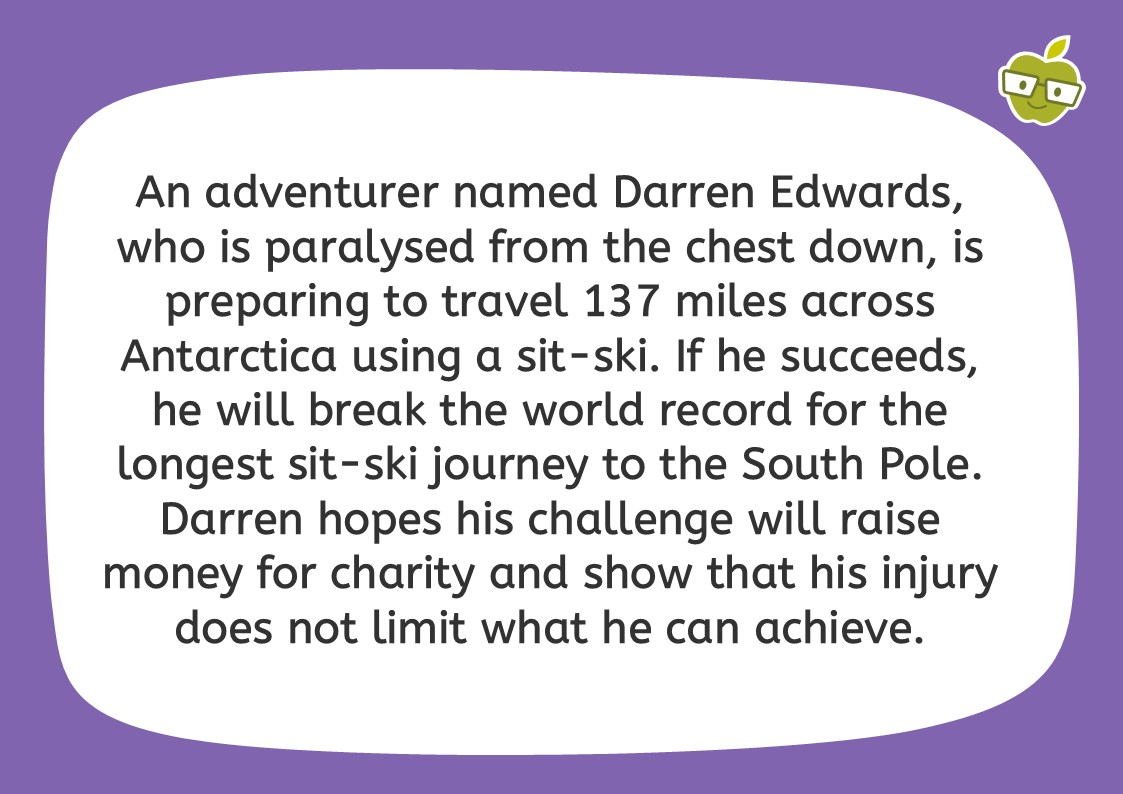 An adventurer named Darren Edwards,
who is paralysed from the chest down, is
preparing to travel 137 miles across
Antarctica using a sit-ski. If he succeeds,
he will break the world record for the
longest sit-ski journey to the South Pole.
Darren hopes his challenge will raise
money for charity and show that his injury
does not limit what he can achieve.